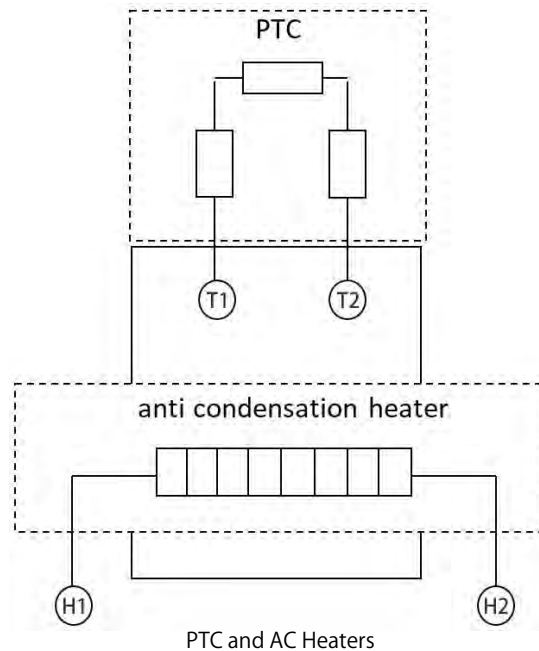 PTC
T1 T2
anti condensation heater
H1 H2
PTC and AC Heaters